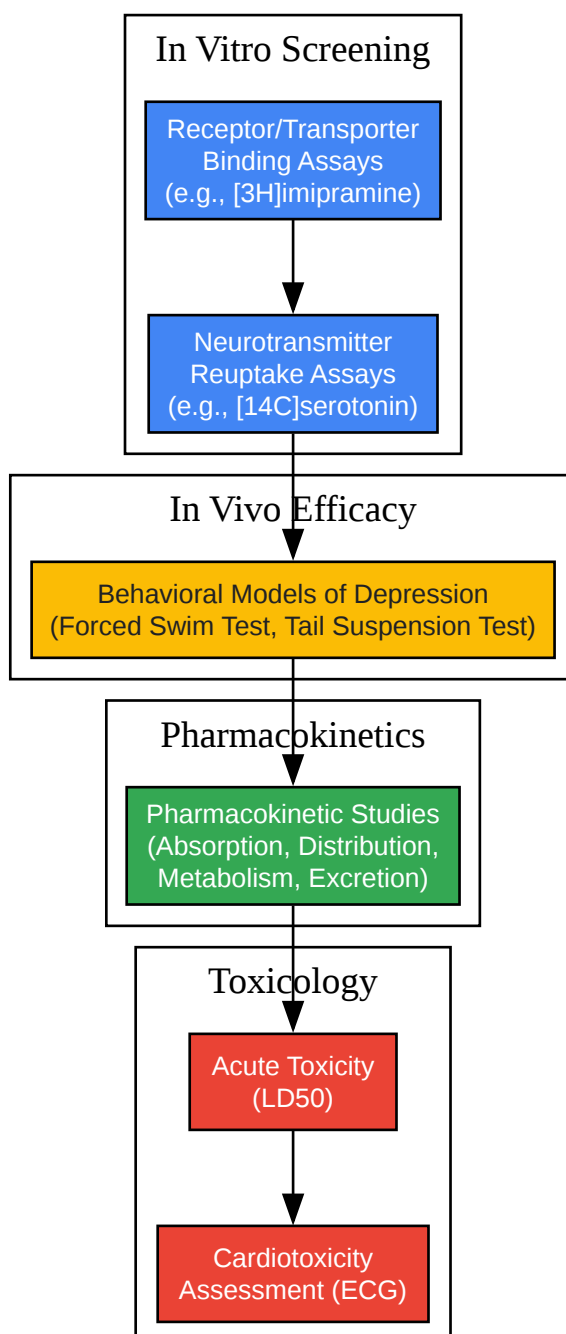 In Vitro Screening
Receptor/Transporter
Binding Assays
(e.g., [3H]imipramine)
Neurotransmitter
Reuptake Assays
(e.g., [14C]serotonin)
In Vivo Efficacy
Behavioral Models of Depression
(Forced Swim Test, Tail Suspension Test)
Pharmacokinetics
Pharmacokinetic Studies
(Absorption, Distribution,
Metabolism, Excretion)
Toxicology
Acute Toxicity
(LD50)
Cardiotoxicity
Assessment (ECG)